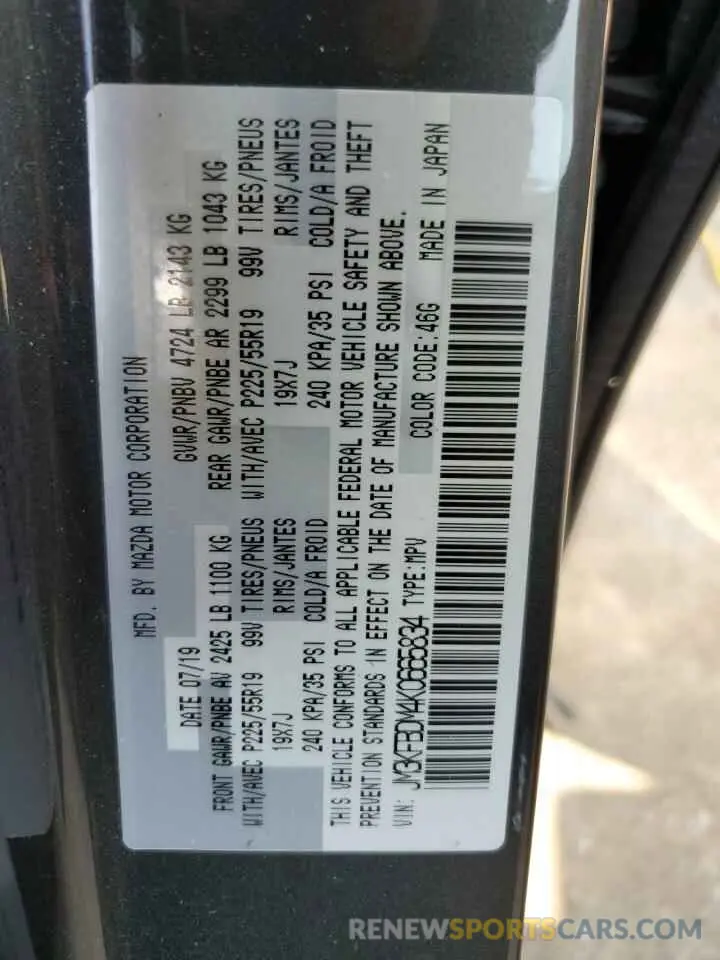 MFD. BY MAZDA MOTOR CORPORATION
DATE 07/19 GVWR/PNBV 4724 LB 2143 KG
FRONT GAWR/PNBE AV 2425 LB 1100 KG REAR GAWR/PNBE AR 2299 LB 1043 KG
WITH/AVEC P225/55R19 99V TIRES/PNEUS WITH/AVEC P225/55R19 99V TIRES/PNEUS
19X7J RIMS/JANTES 19X7J RIMS/JANTES
240 KPA/35 PSI COLD/A FROID 240 KPA/35 PSI COLD/A FROID
THIS VEHICLE CONFORMS TO ALL APPLICABLE FEDERAL MOTOR VEHICLE SAFETY AND THEFT
PREVENTION STANDARDS IN EFFECT ON THE DATE OF MANUFACTURE SHOWN ABOVE.
VIN: JM3KFBDM4K0665834 TYPE:MPV COLOR CODE:46G MADE IN JAPAN
RENEWSPORTSCARS.COM